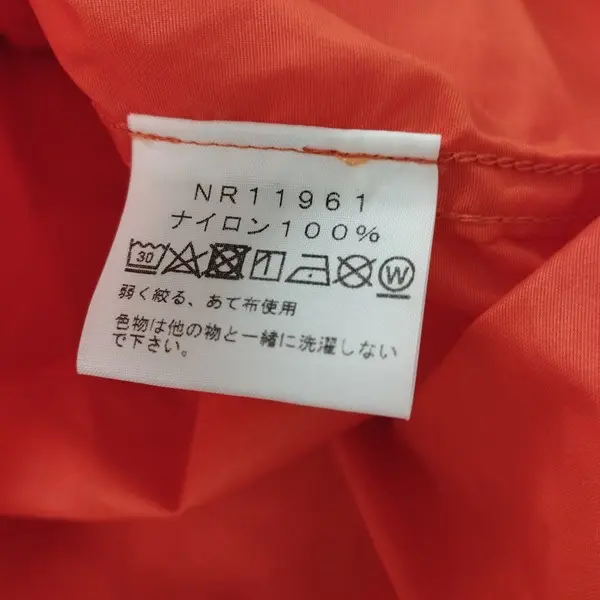 NR11961
ナイロン100%
30 W
弱く絞る、あて布使用
色物は他の物と一緒に洗濯しない
で下さい。